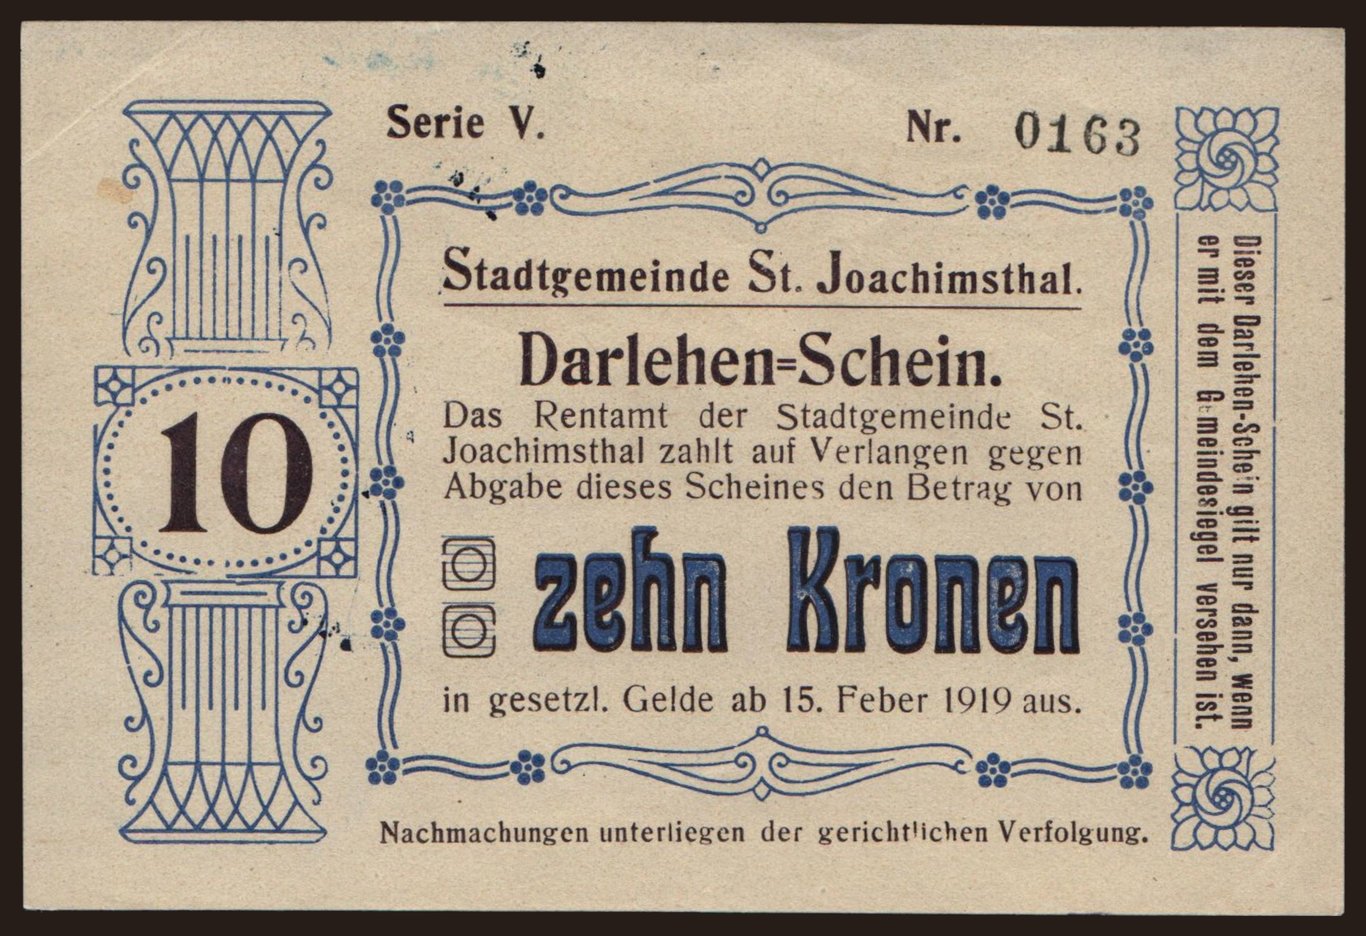 Serie V.
Nr. 0163
Stadtgemeinde St. Joachimsthal.
Darlehen=Schein.
Das Rentamt der Stadtgemeinde St.
Joachimsthal zahlt auf Verlangen gegen
Abgabe dieses Scheines den Betrag von
zehn Kronen
in gesetzl. Gelde ab 15. Feber 1919 aus.
10
Nachmachungen unterliegen der gerichtlichen Verfolgung.
Dieser Darlehen-Schein gilt nur dann, wenn
er mit dem Gemeindesiegel versehen ist.